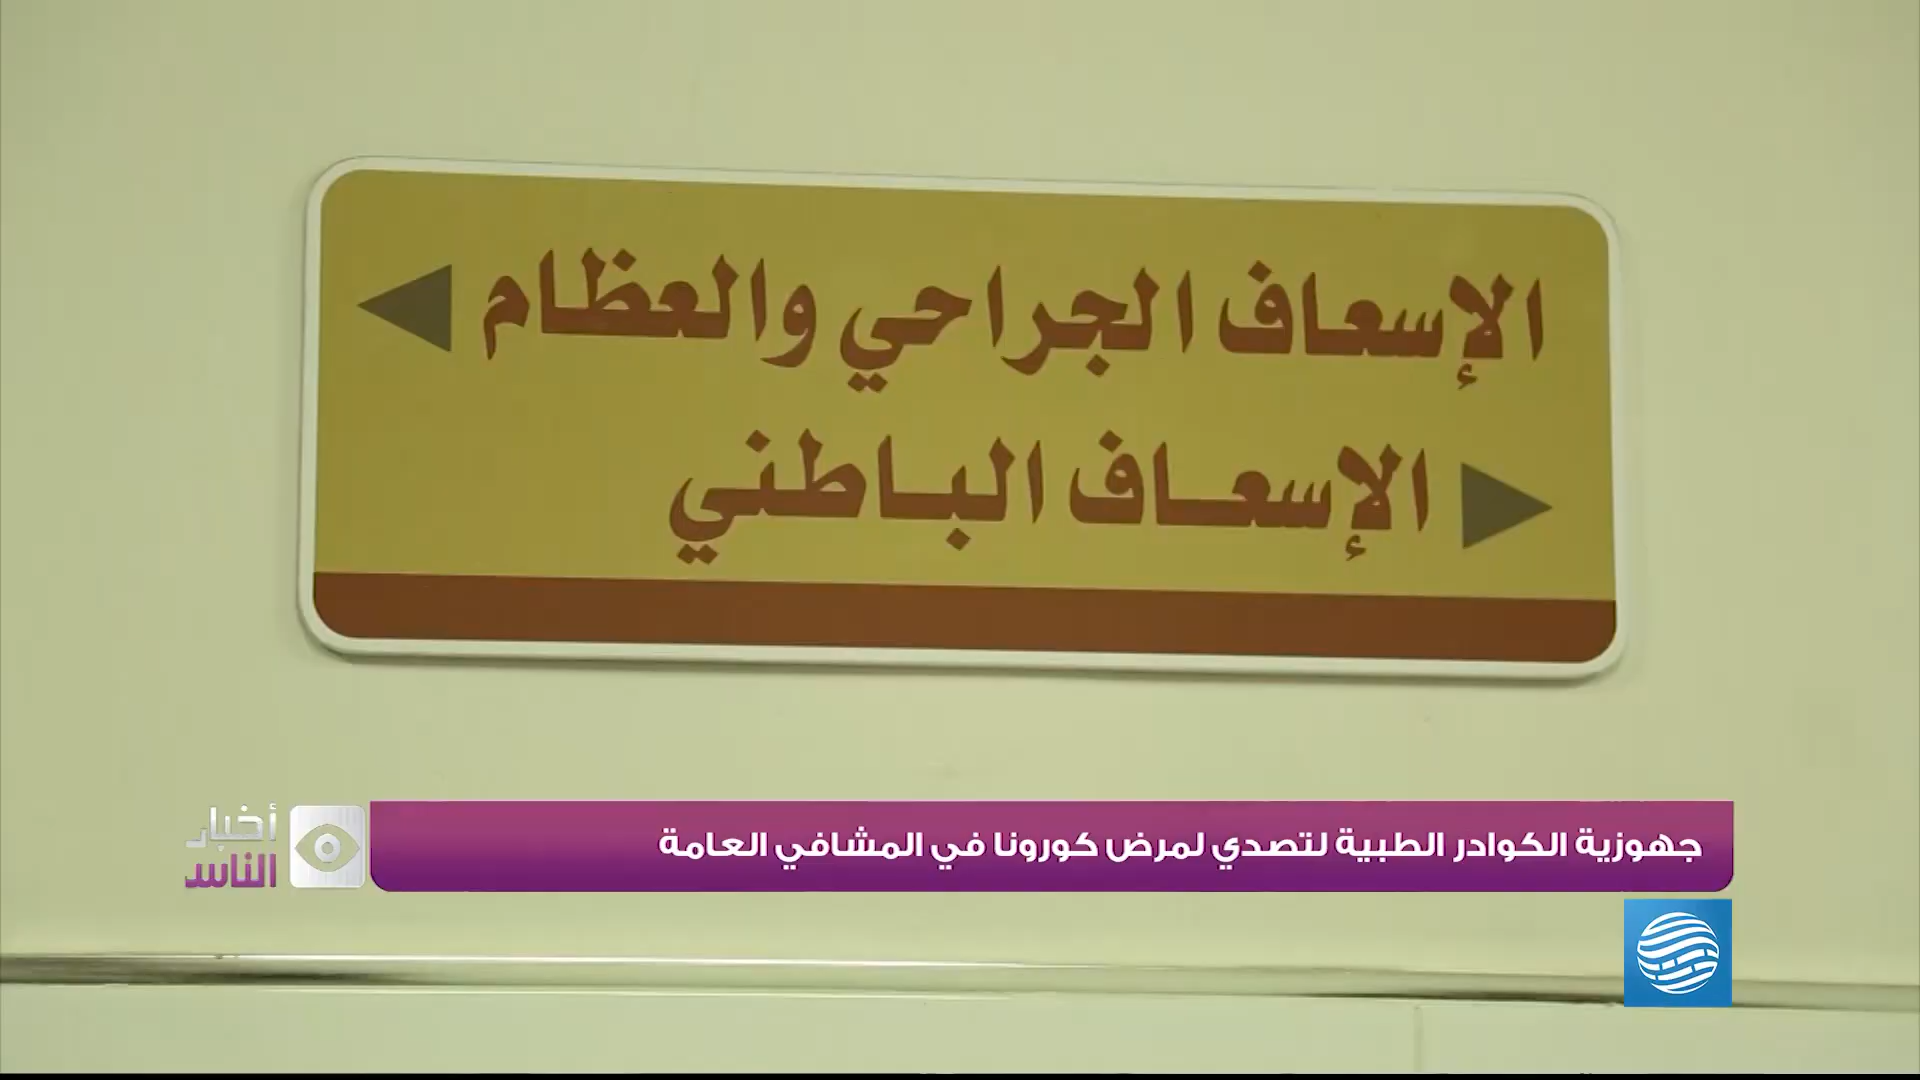 الإسعاف الجراحي والعظام
الإسعاف الباطني
جهوزية الكوادر الطبية لتصدي لمرض كورونا في المشافي العامة
أخبار
الناس